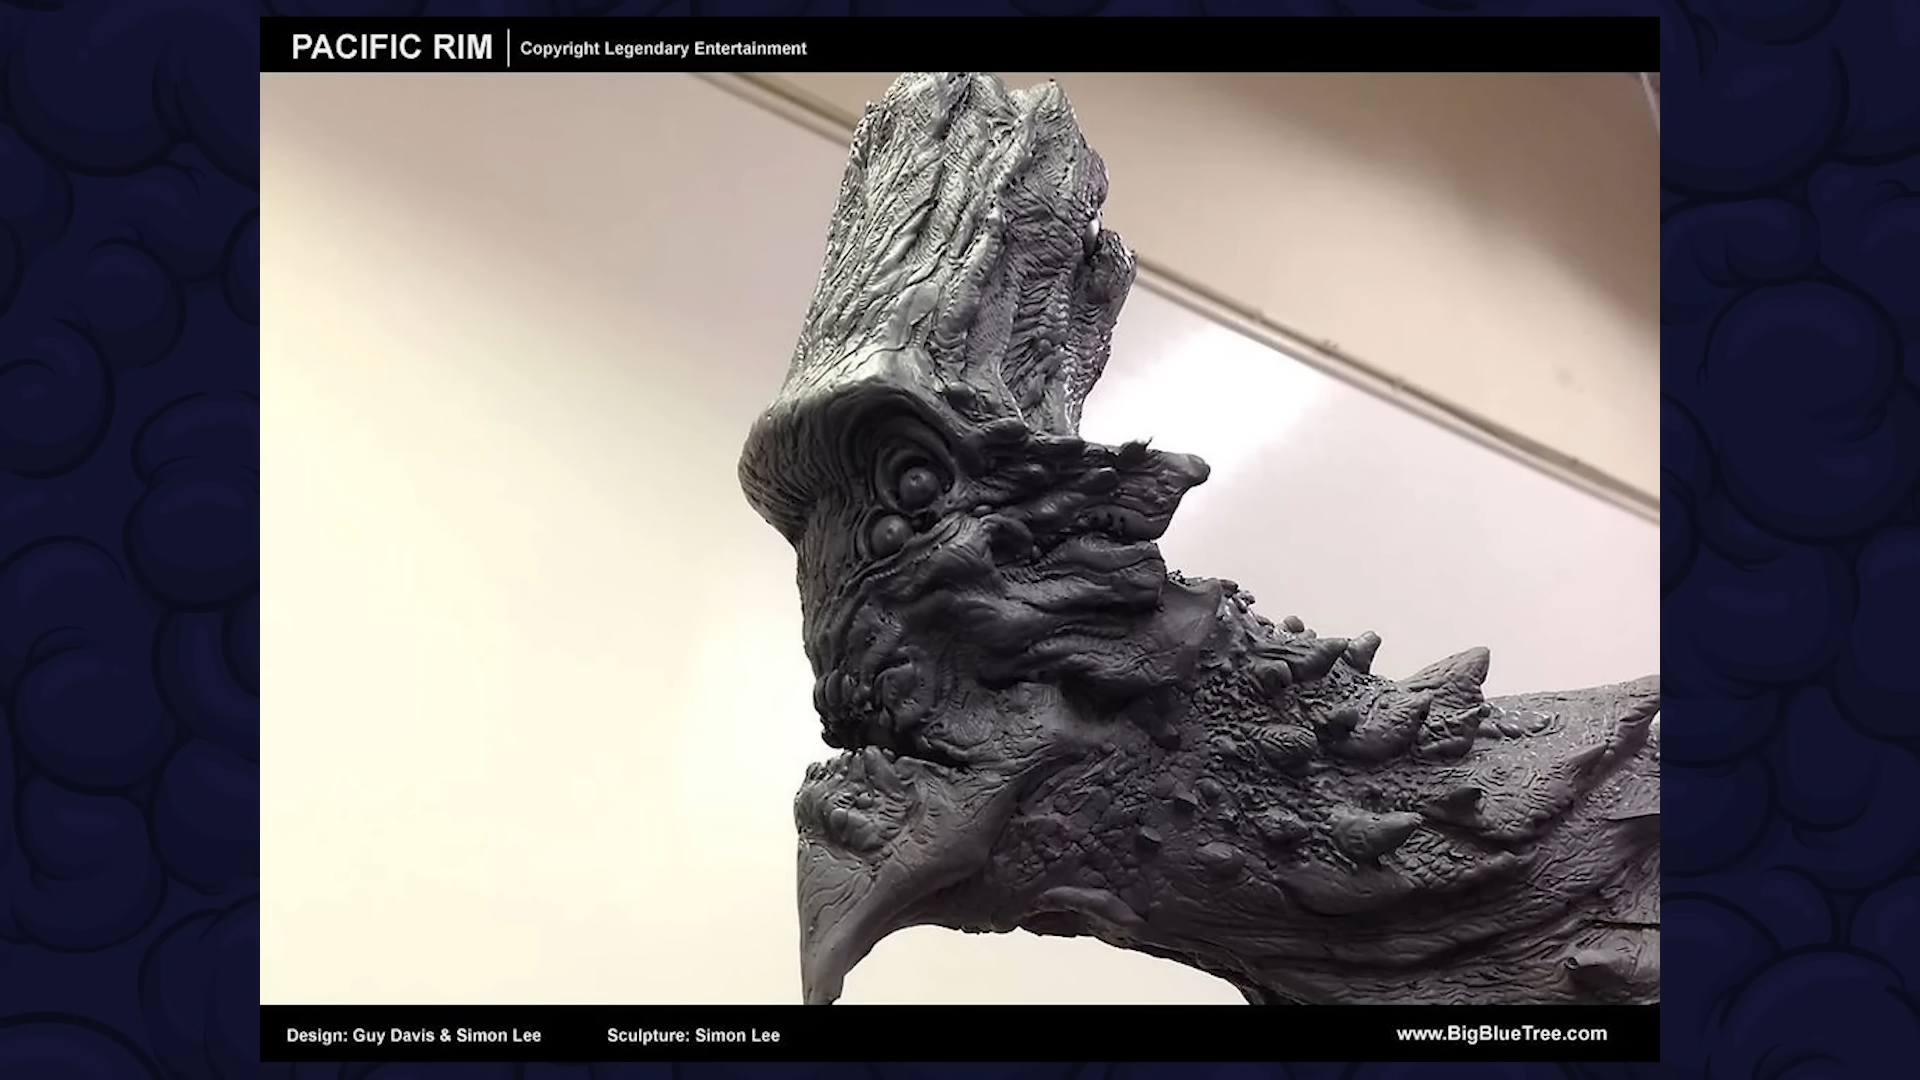 PACIFIC RIM | Copyright Legendary Entertainment
Design: Guy Davis & Simon Lee
Sculpture: Simon Lee
www.BigBlueTree.com